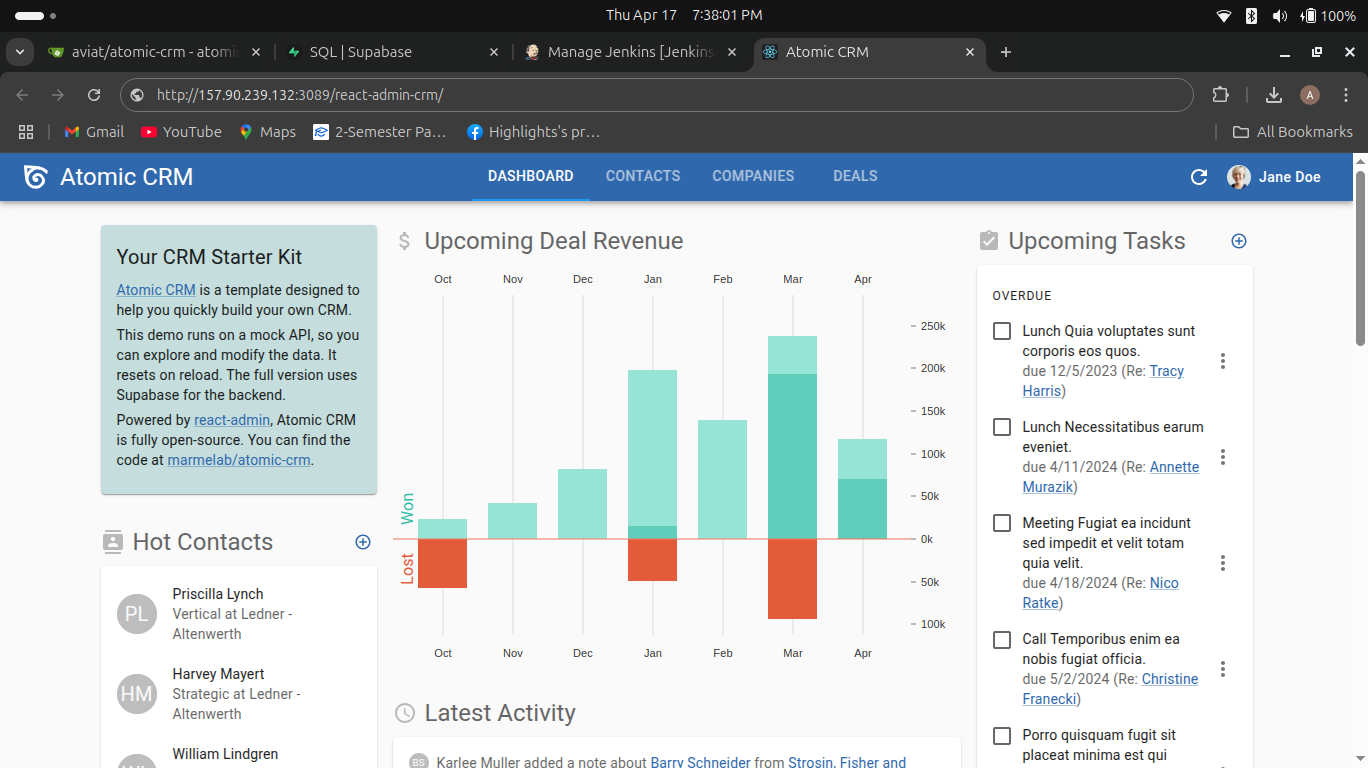 Thu Apr 17 7:38:01 PM
100%
aviat/atomic-crm - atomi
SQL | Supabase
Manage Jenkins [Jenkins
Atomic CRM
http://157.90.239.132:3089/react-admin-crm/
A
Gmail
YouTube
Maps
2-Semester Pa…
Highlights's pr…
All Bookmarks
Atomic CRM
DASHBOARD
CONTACTS
COMPANIES
DEALS
Jane Doe
Your CRM Starter Kit
Atomic CRM is a template designed to
help you quickly build your own CRM.
This demo runs on a mock API, so you
can explore and modify the data. It
resets on reload. The full version uses
Supabase for the backend.
Powered by react-admin, Atomic CRM
is fully open-source. You can find the
code at marmelab/atomic-crm.
Hot Contacts
PL
Priscilla Lynch
Vertical at Ledner -
Altenwerth
HM
Harvey Mayert
Strategic at Ledner -
Altenwerth
William Lindgren
Upcoming Deal Revenue
Oct Nov Dec Jan Feb Mar Apr
250k
200k
150k
100k
50k
0k
50k
100k
Won
Lost
Oct Nov Dec Jan Feb Mar Apr
Latest Activity
BS
Karlee Muller added a note about Barry Schneider from Strosin, Fisher and
Upcoming Tasks
OVERDUE
Lunch Quia voluptates sunt
corporis eos quos.
due 12/5/2023 (Re: Tracy
Harris)
Lunch Necessitatibus earum
eveniet.
due 4/11/2024 (Re: Annette
Murazik)
Meeting Fugiat ea incidunt
sed impedit et velit totam
quia velit.
due 4/18/2024 (Re: Nico
Ratke)
Call Temporibus enim ea
nobis fugiat officia.
due 5/2/2024 (Re: Christine
Franecki)
Porro quisquam fugit sit
placeat minima est qui